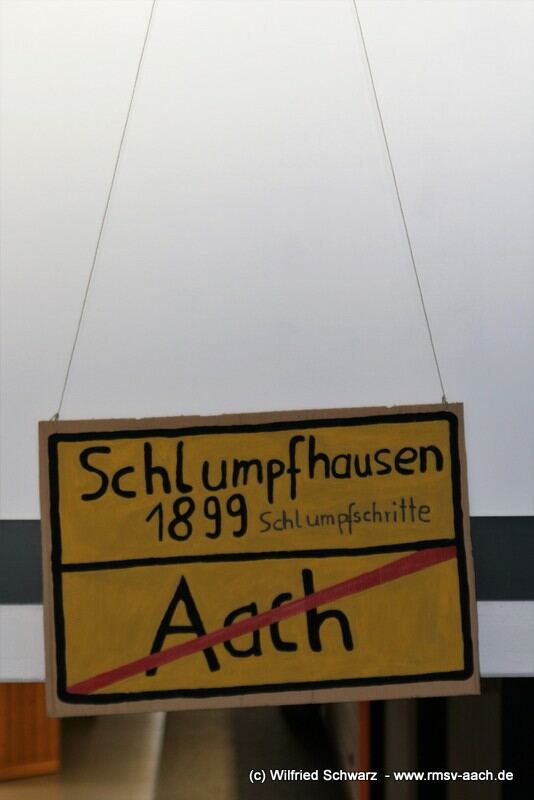 Schlumpfhausen
1899 Schlumpfschritte
Aach
(c) Wilfried Schwarz - www.rmsv-aach.de